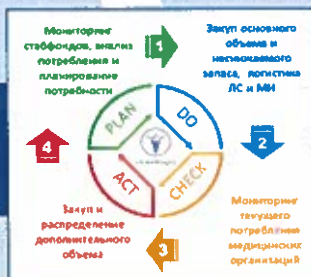 Мониторинг
стабфондов, анализ
потребления и
планирование
потребности
1
Закуп основного
объема и
неснижаемого
запаса, логистика
ЛС и МИ
PLAN
DO
4
2
ACT
CHECK
Закуп и
распределение
дополнительного
объема
3
Мониторинг
текущего
потребления
медицинских
организаций